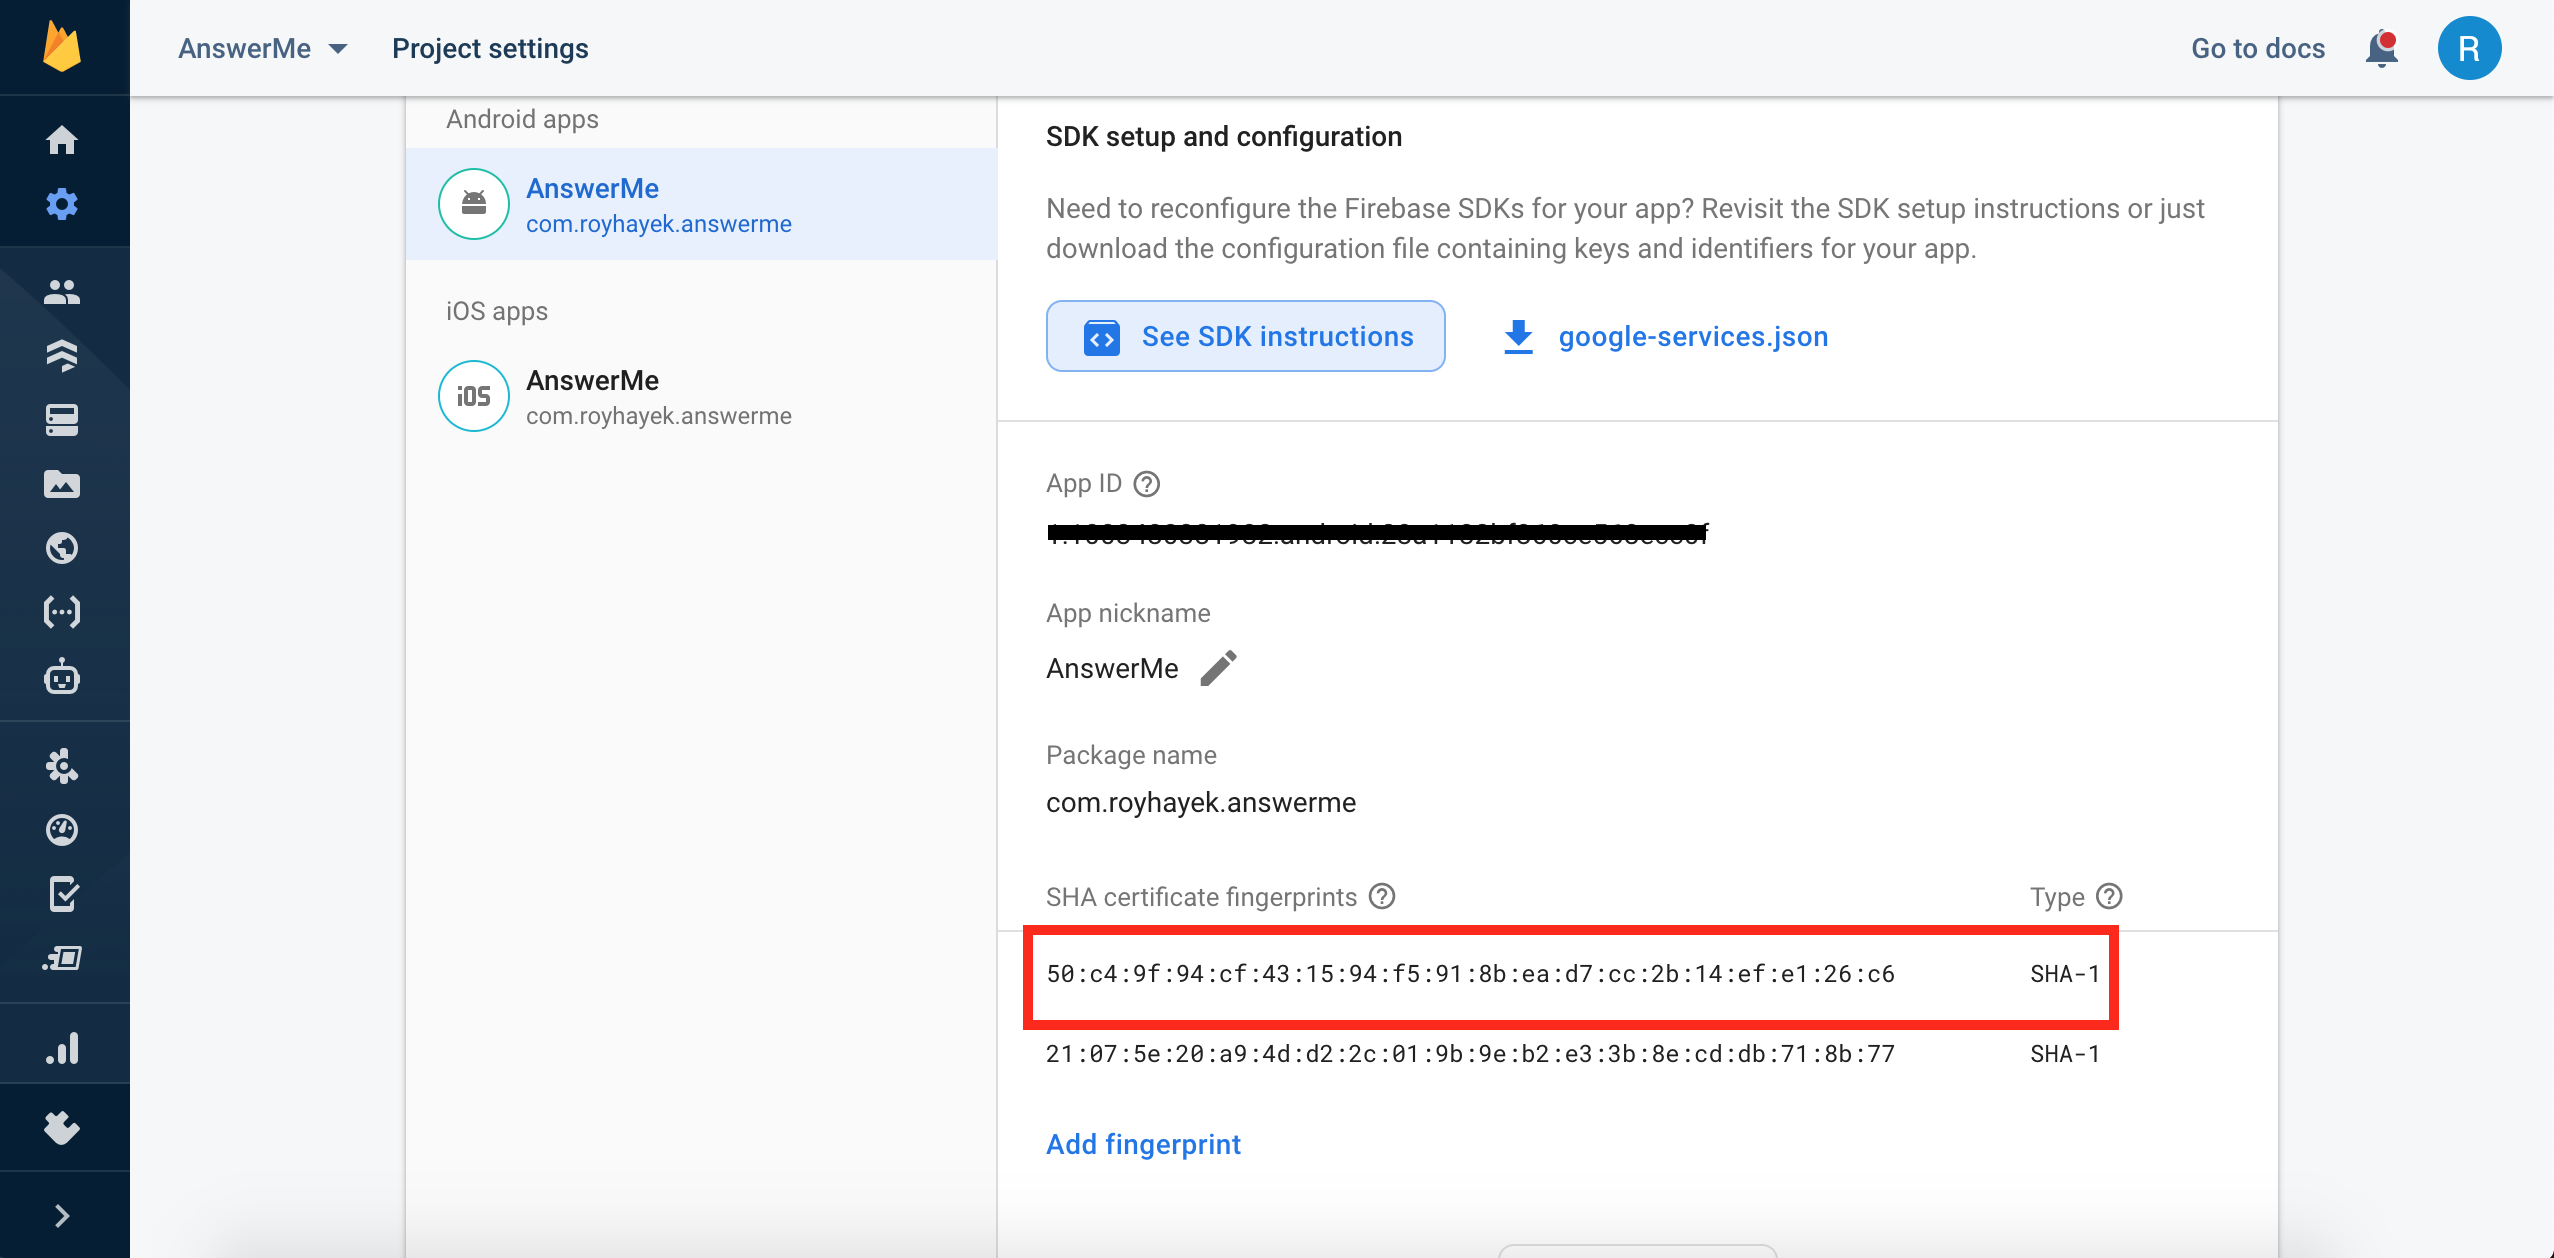 AnswerMe
Project settings
Go to docs
R
Android apps
AnswerMe
com.royhayek.answerme
iOS apps
iOS
AnswerMe
com.royhayek.answerme
SDK setup and configuration
Need to reconfigure the Firebase SDKs for your app? Revisit the SDK setup instructions or just
download the configuration file containing keys and identifiers for your app.
See SDK instructions
google-services.json
App ID
App nickname
AnswerMe
Package name
com.royhayek.answerme
SHA certificate fingerprints
Type
50:c4:9f:94:cf:43:15:94:f5:91:8b:ea:d7:cc:2b:14:ef:e1:26:c6
SHA-1
21:07:5e:20:a9:4d:d2:2c:01:9b:9e:b2:e3:3b:8e:cd:db:71:8b:77
SHA-1
Add fingerprint